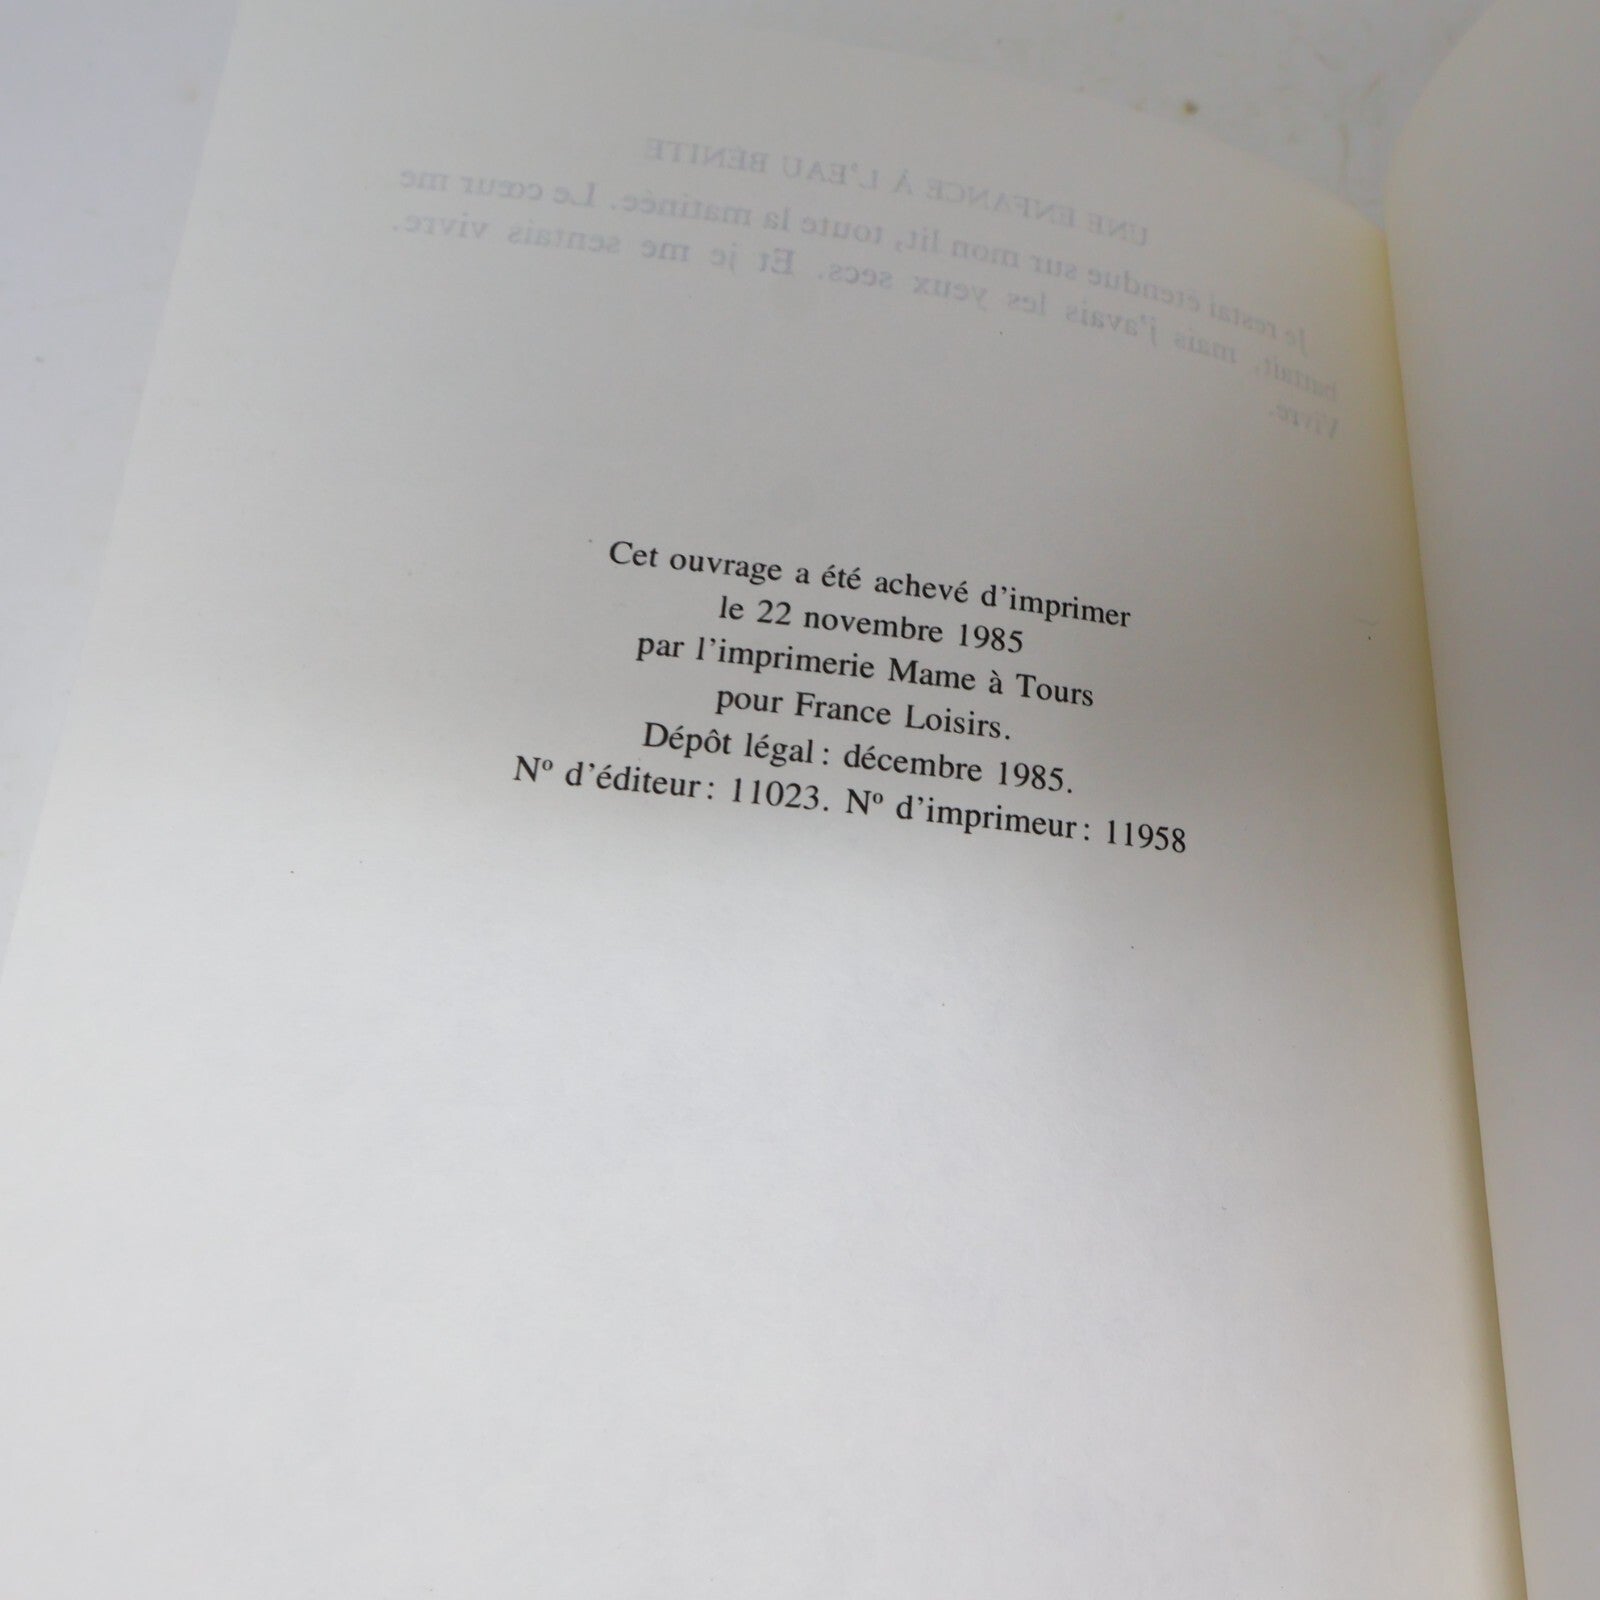 UNE ENFANCE À L'EAU BÉNITE
Je restai étendue sur mon lit, toute la matinée. Le cœur me
battait, mais j'avais les yeux secs. Et je me sentais vivre.
Vivre.
Cet ouvrage a été achevé d'imprimer
le 22 novembre 1985
par l'imprimerie Mame à Tours
pour France Loisirs.
Dépôt légal : décembre 1985.
Nº d'éditeur : 11023. Nº d'imprimeur : 11958